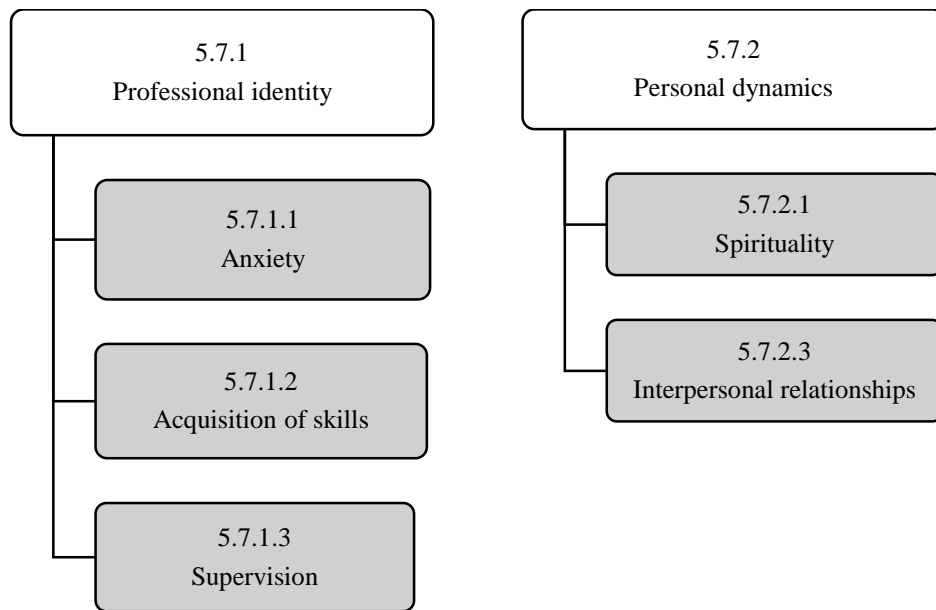 5.7.1
Professional identity
5.7.1.1
Anxiety
5.7.1.2
Acquisition of skills
5.7.1.3
Supervision
5.7.2
Personal dynamics
5.7.2.1
Spirituality
5.7.2.3
Interpersonal relationships